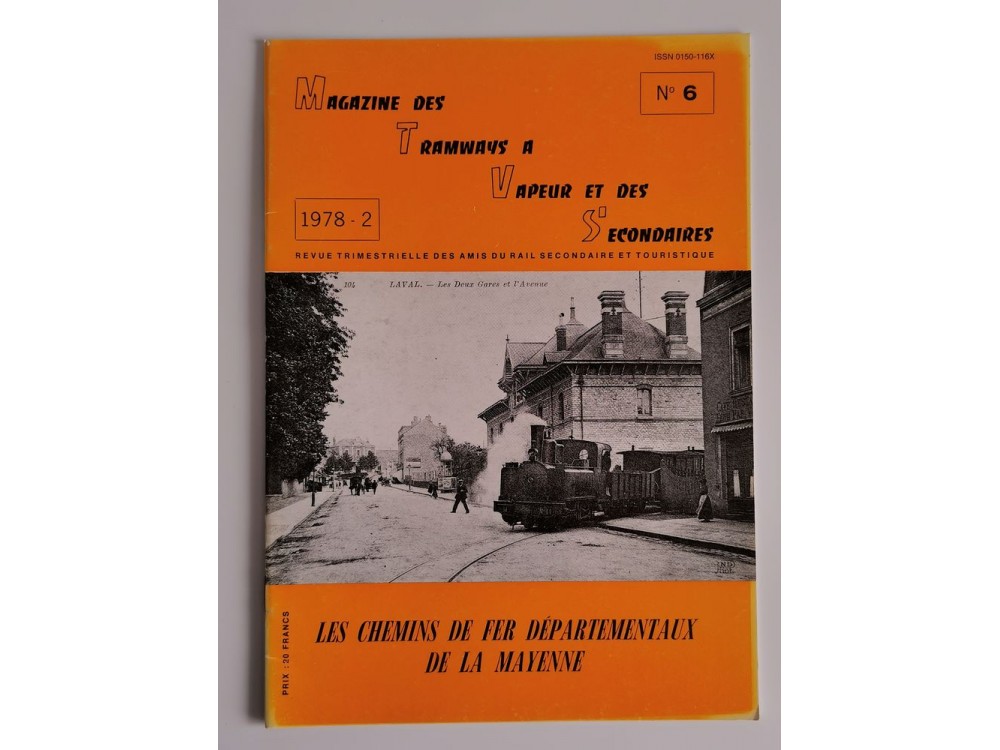 ISSN 0150-116X
Nº 6
MAGAZINE DES
TRAMWAYS A
VAPEUR ET DES
SECONDAIRES
1978 - 2
REVUE TRIMESTRIELLE DES AMIS DU RAIL SECONDAIRE ET TOURISTIQUE
104 LAVAL. — Les Deux Gares et l'Avenue
LES CHEMINS DE FER DÉPARTEMENTAUX
DE LA MAYENNE
PRIX : 20 FRANCS